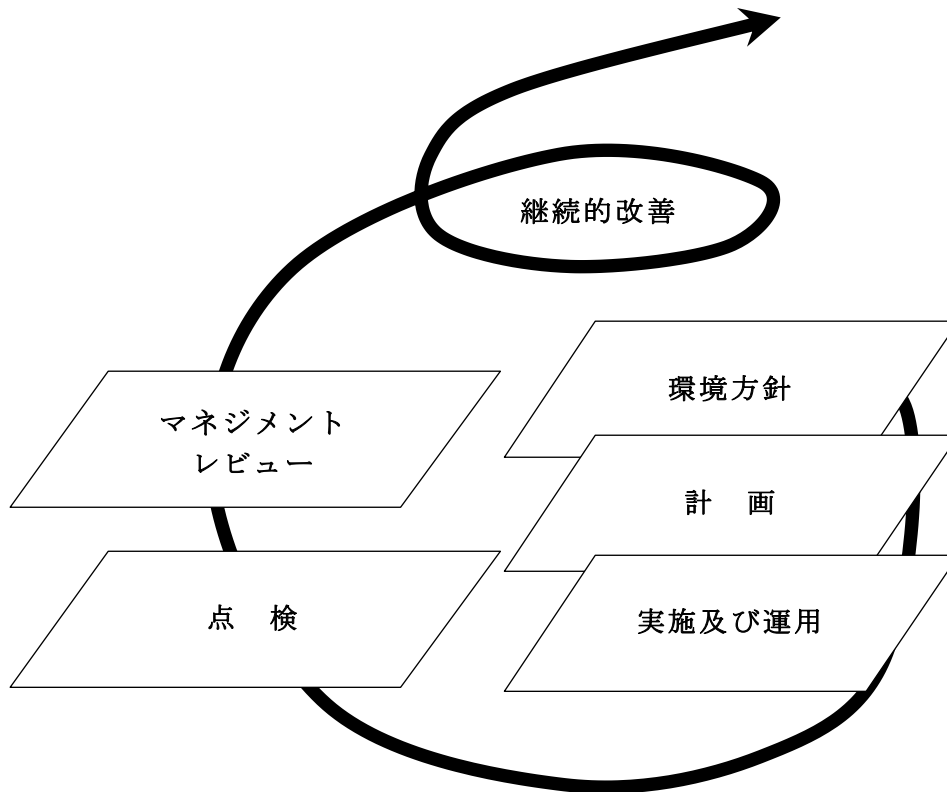 継続的改善
環境方針
マネジメント
レビュー
計　画
点　検
実施及び運用